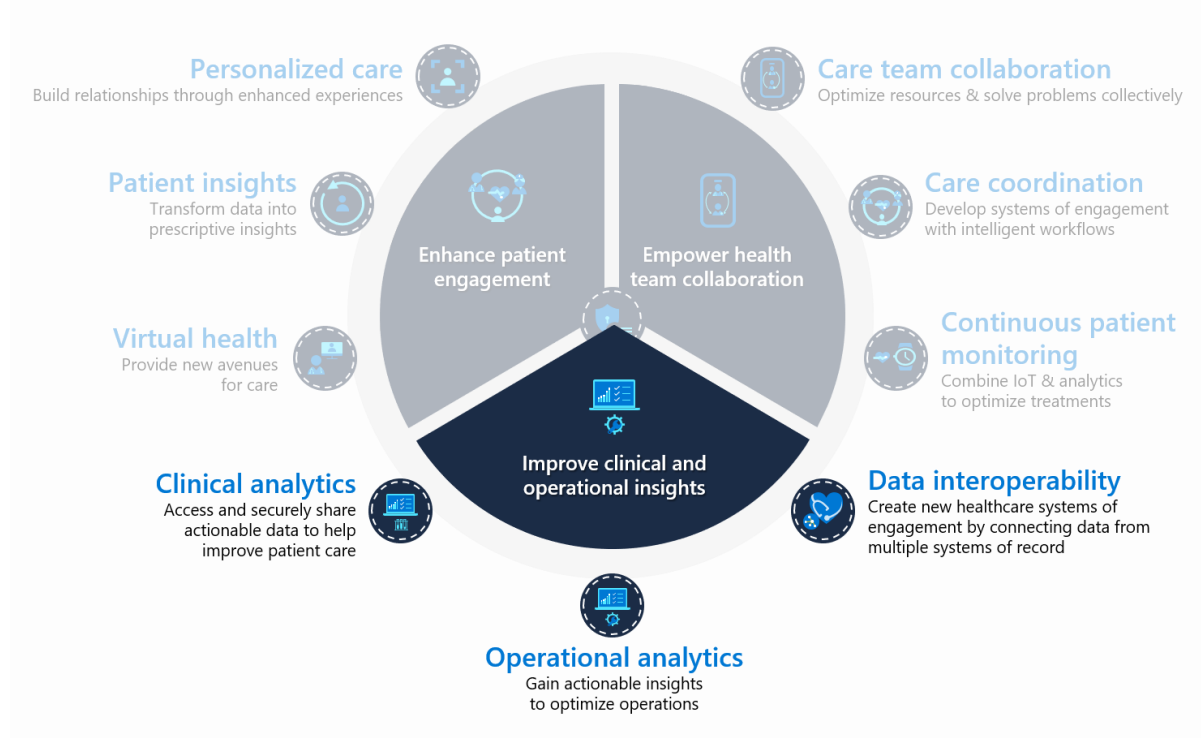 Personalized care
Build relationships through enhanced experiences
Patient insights
Transform data into
prescriptive insights
Virtual health
Provide new avenues
for care
Enhance patient
engagement
Empower health
team collaboration
Care team collaboration
Optimize resources & solve problems collectively
Care coordination
Develop systems of engagement
with intelligent workflows
Continuous patient
monitoring
Combine IoT & analytics
to optimize treatments
Improve clinical and
operational insights
Clinical analytics
Access and securely share
actionable data to help
improve patient care
Data interoperability
Create new healthcare systems of
engagement by connecting data from
multiple systems of record
Operational analytics
Gain actionable insights
to optimize operations